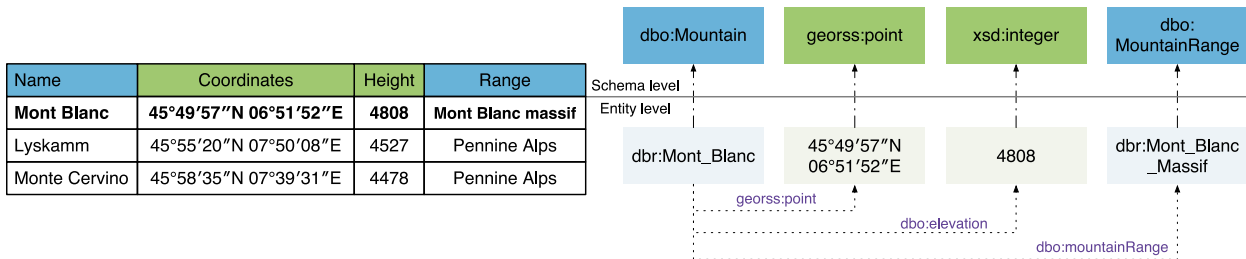 Name Coordinates Height Range
Mont Blanc 45°49′57″N 06°51′52″E 4808 Mont Blanc massif
Lyskamm 45°55′20″N 07°50′08″E 4527 Pennine Alps
Monte Cervino 45°58′35″N 07°39′31″E 4478 Pennine Alps
dbo:Mountain georss:point xsd:integer dbo:
MountainRange
Schema level
Entity level
dbr:Mont_Blanc 45°49′57″N 4808 dbr:Mont_Blanc
06°51′52″E _Massif
georss:point
dbo:elevation
dbo:mountainRange